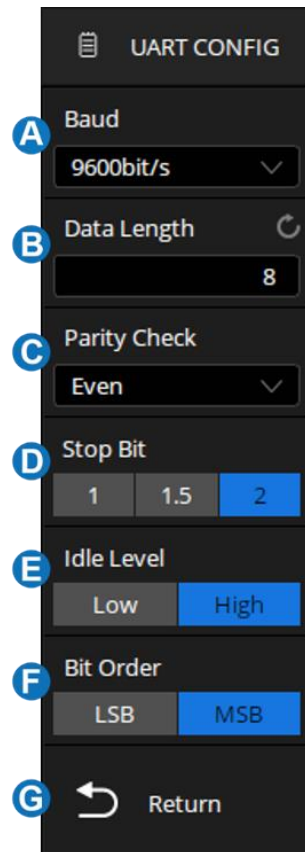 UART CONFIG
A
Baud
9600bit/s
B
Data Length
8
C
Parity Check
Even
D
Stop Bit
1 1.5 2
E
Idle Level
Low High
F
Bit Order
LSB MSB
G
Return